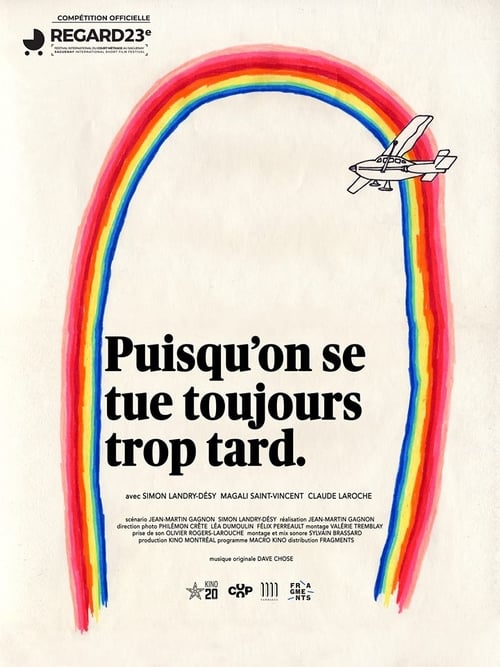 COMPÉTITION OFFICIELLE
REGARD23e
FESTIVAL INTERNATIONAL DU COURT MÉTRAGE AU SAGUENAY
SAGUENAY INTERNATIONAL SHORT FILM FESTIVAL
Puisqu'on se
tue toujours
trop tard.
avec SIMON LANDRY-DÉSY MAGALI SAINT-VINCENT CLAUDE LAROCHE
scénario JEAN-MARTIN GAGNON SIMON LANDRY-DÉSY réalisation JEAN-MARTIN GAGNON
direction photo PHILÉMON CRÊTE LÉA DUMOULIN FÉLIX PERREAULT montage VALÉRIE TREMBLAY
prise de son OLIVIER ROGERS-LAROUCHE montage et mix sonore SYLVAIN BRASSARD
production KINO MONTRÉAL programme MACRO KINO distribution FRAGMENTS
musique originale DAVE CHOSE
KINO
20
FRA
GME
NTS